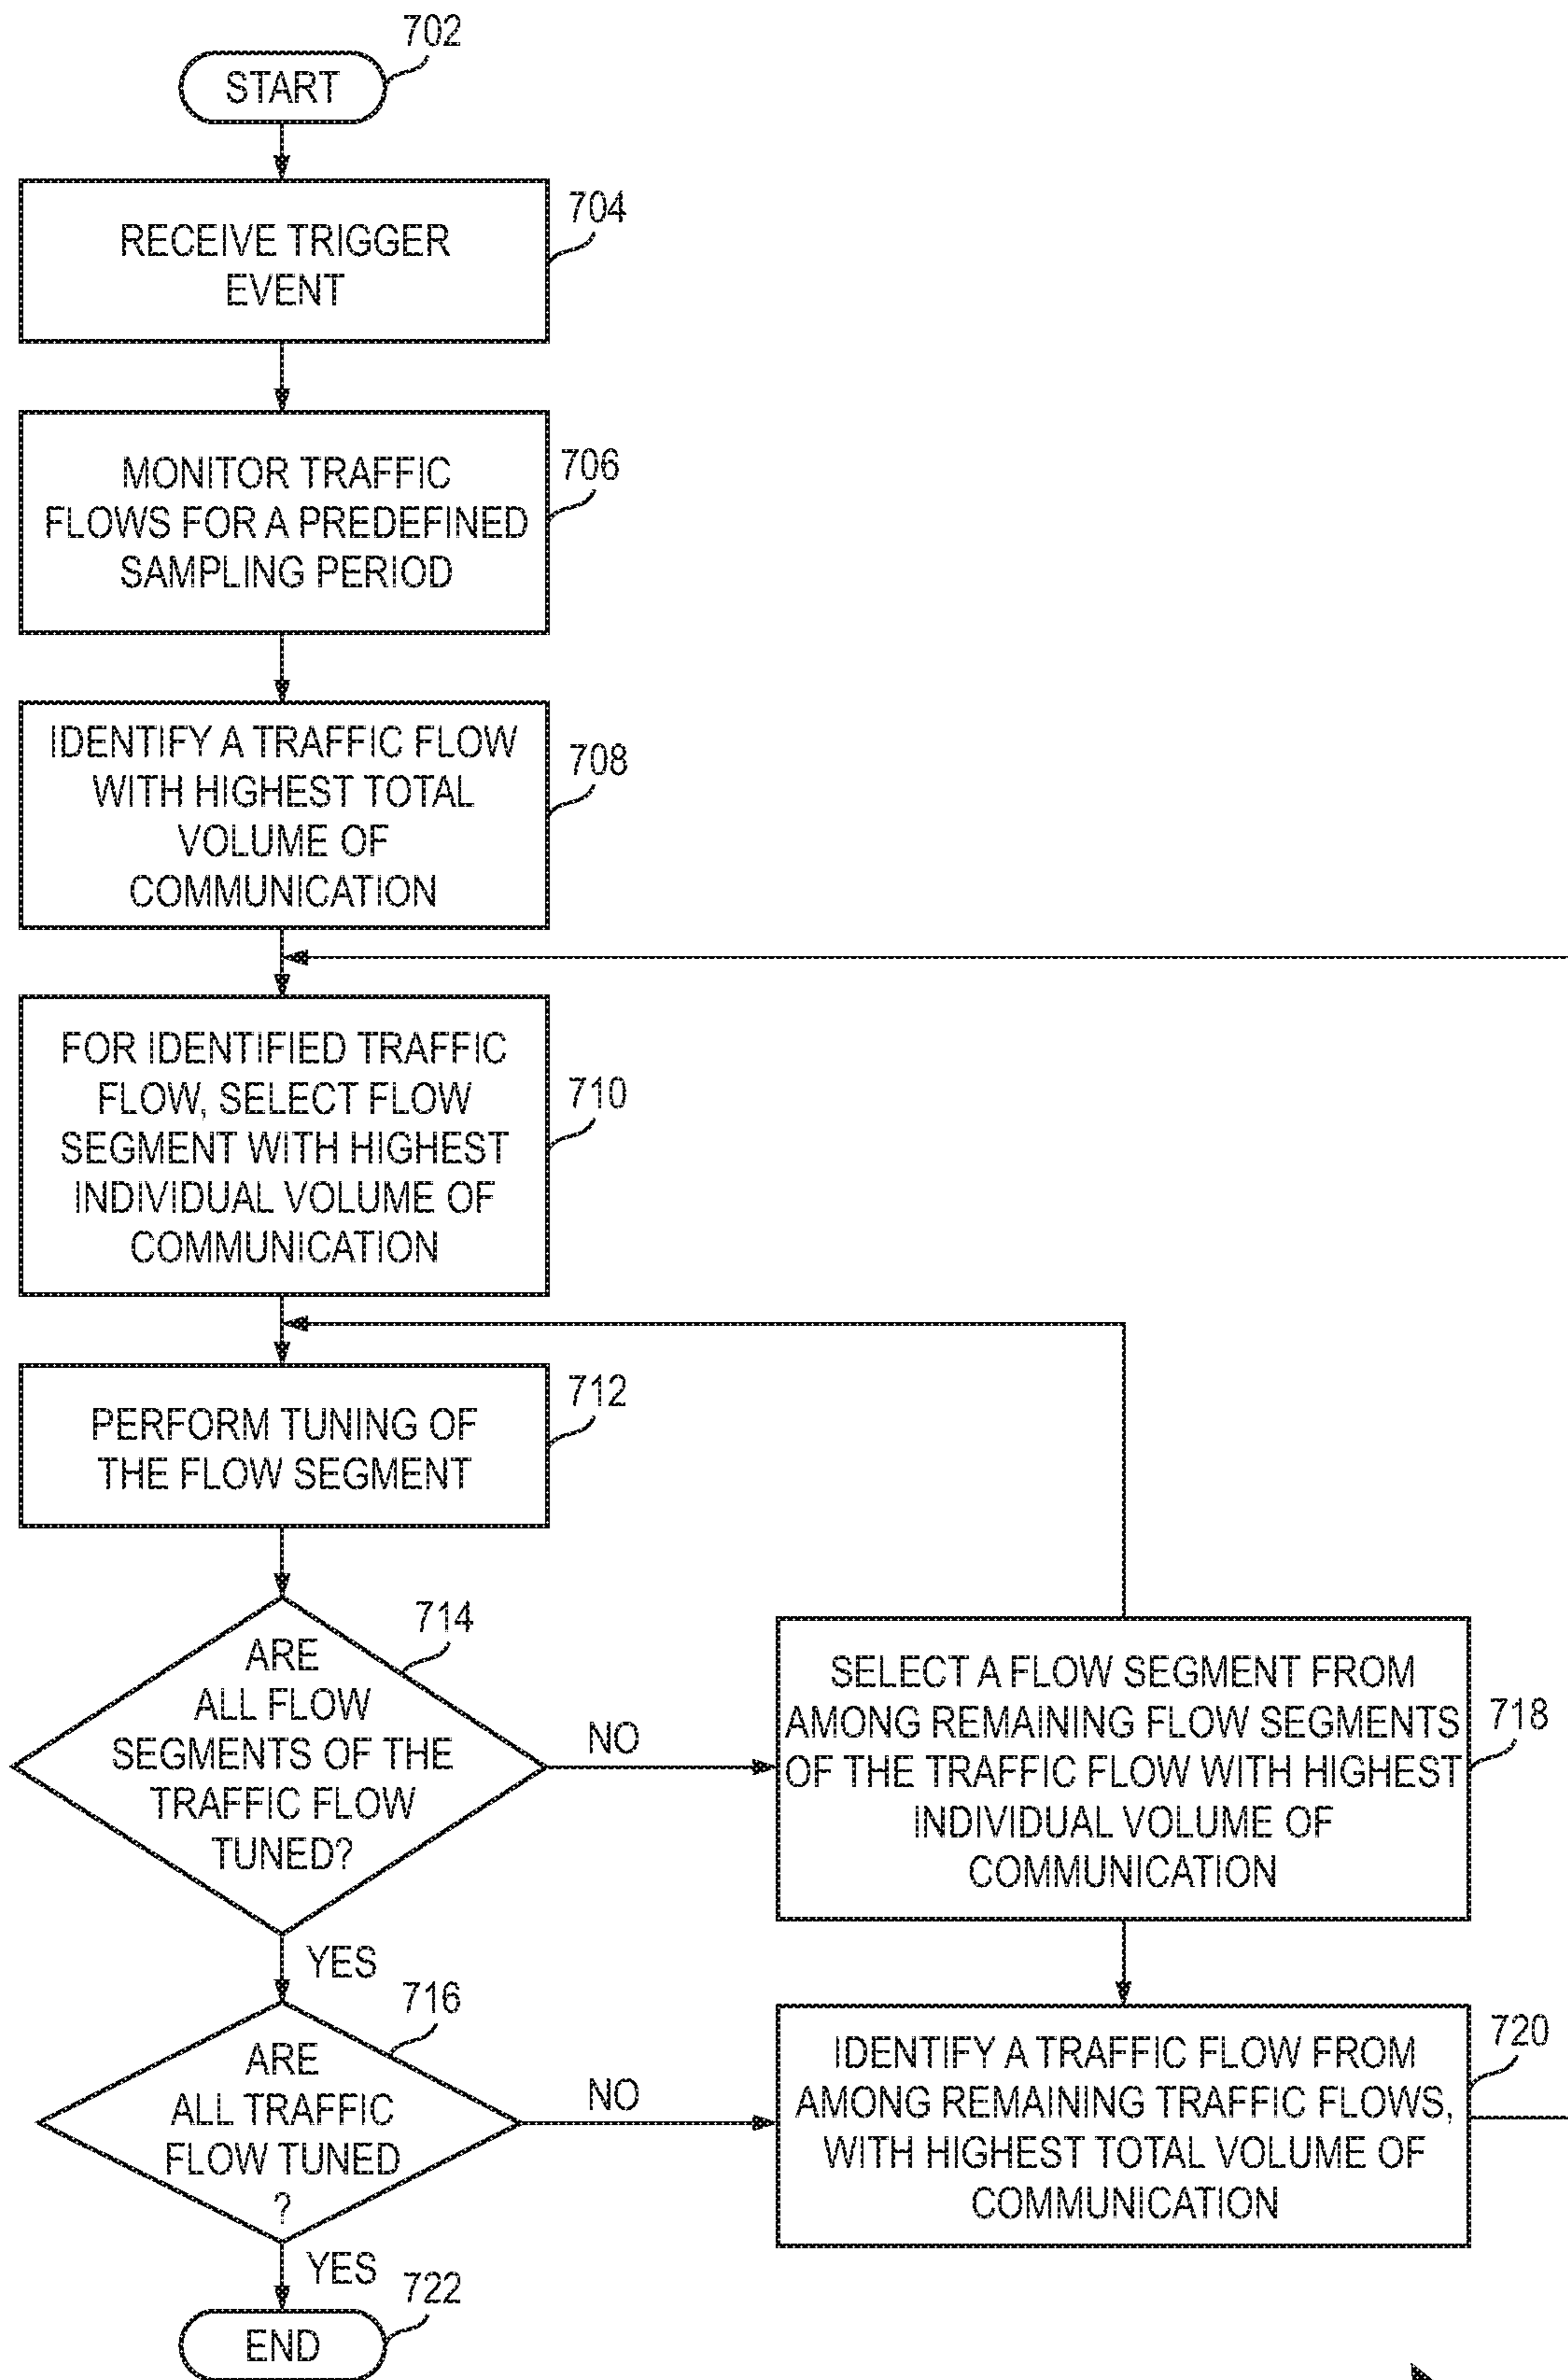 702
START
704
RECEIVE TRIGGER
EVENT
706
MONITOR TRAFFIC
FLOWS FOR A PREDEFINED
SAMPLING PERIOD
708
IDENTIFY A TRAFFIC FLOW
WITH HIGHEST TOTAL
VOLUME OF
COMMUNICATION
710
FOR IDENTIFIED TRAFFIC
FLOW, SELECT FLOW
SEGMENT WITH HIGHEST
INDIVIDUAL VOLUME OF
COMMUNICATION
712
PERFORM TUNING OF
THE FLOW SEGMENT
714
ARE
ALL FLOW
SEGMENTS OF THE
TRAFFIC FLOW
TUNED?
NO
718
SELECT A FLOW SEGMENT FROM
AMONG REMAINING FLOW SEGMENTS
OF THE TRAFFIC FLOW WITH HIGHEST
INDIVIDUAL VOLUME OF
COMMUNICATION
YES
716
ARE
ALL TRAFFIC
FLOW TUNED
?
NO
720
IDENTIFY A TRAFFIC FLOW FROM
AMONG REMAINING TRAFFIC FLOWS,
WITH HIGHEST TOTAL VOLUME OF
COMMUNICATION
YES
722
END